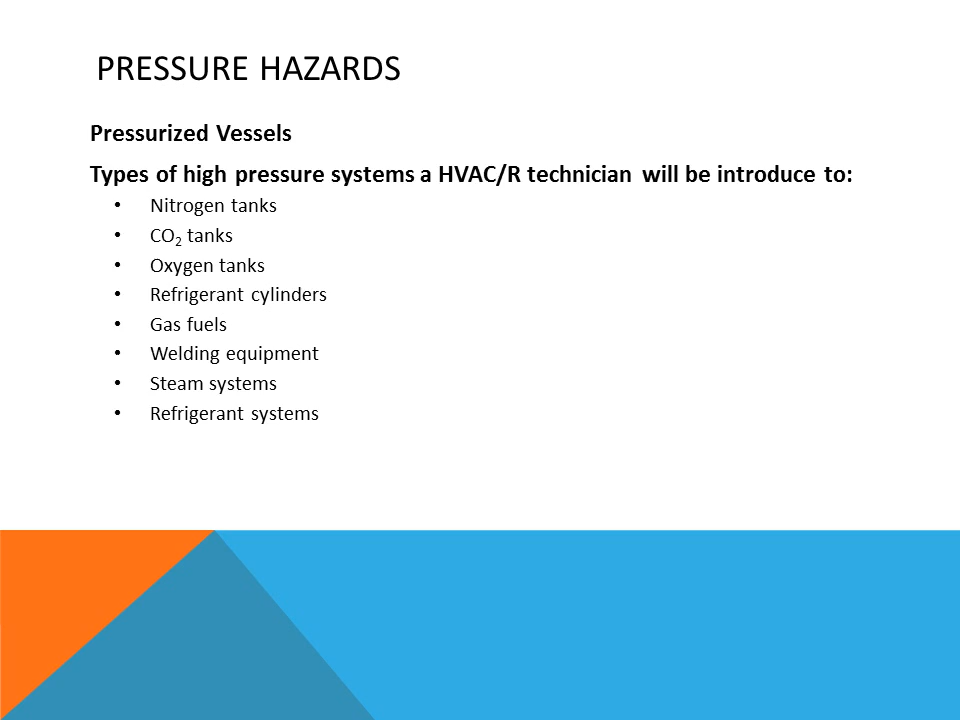 PRESSURE HAZARDS
Pressurized Vessels
Types of high pressure systems a HVAC/R technician will be introduce to:
• Nitrogen tanks
• CO₂ tanks
• Oxygen tanks
• Refrigerant cylinders
• Gas fuels
• Welding equipment
• Steam systems
• Refrigerant systems